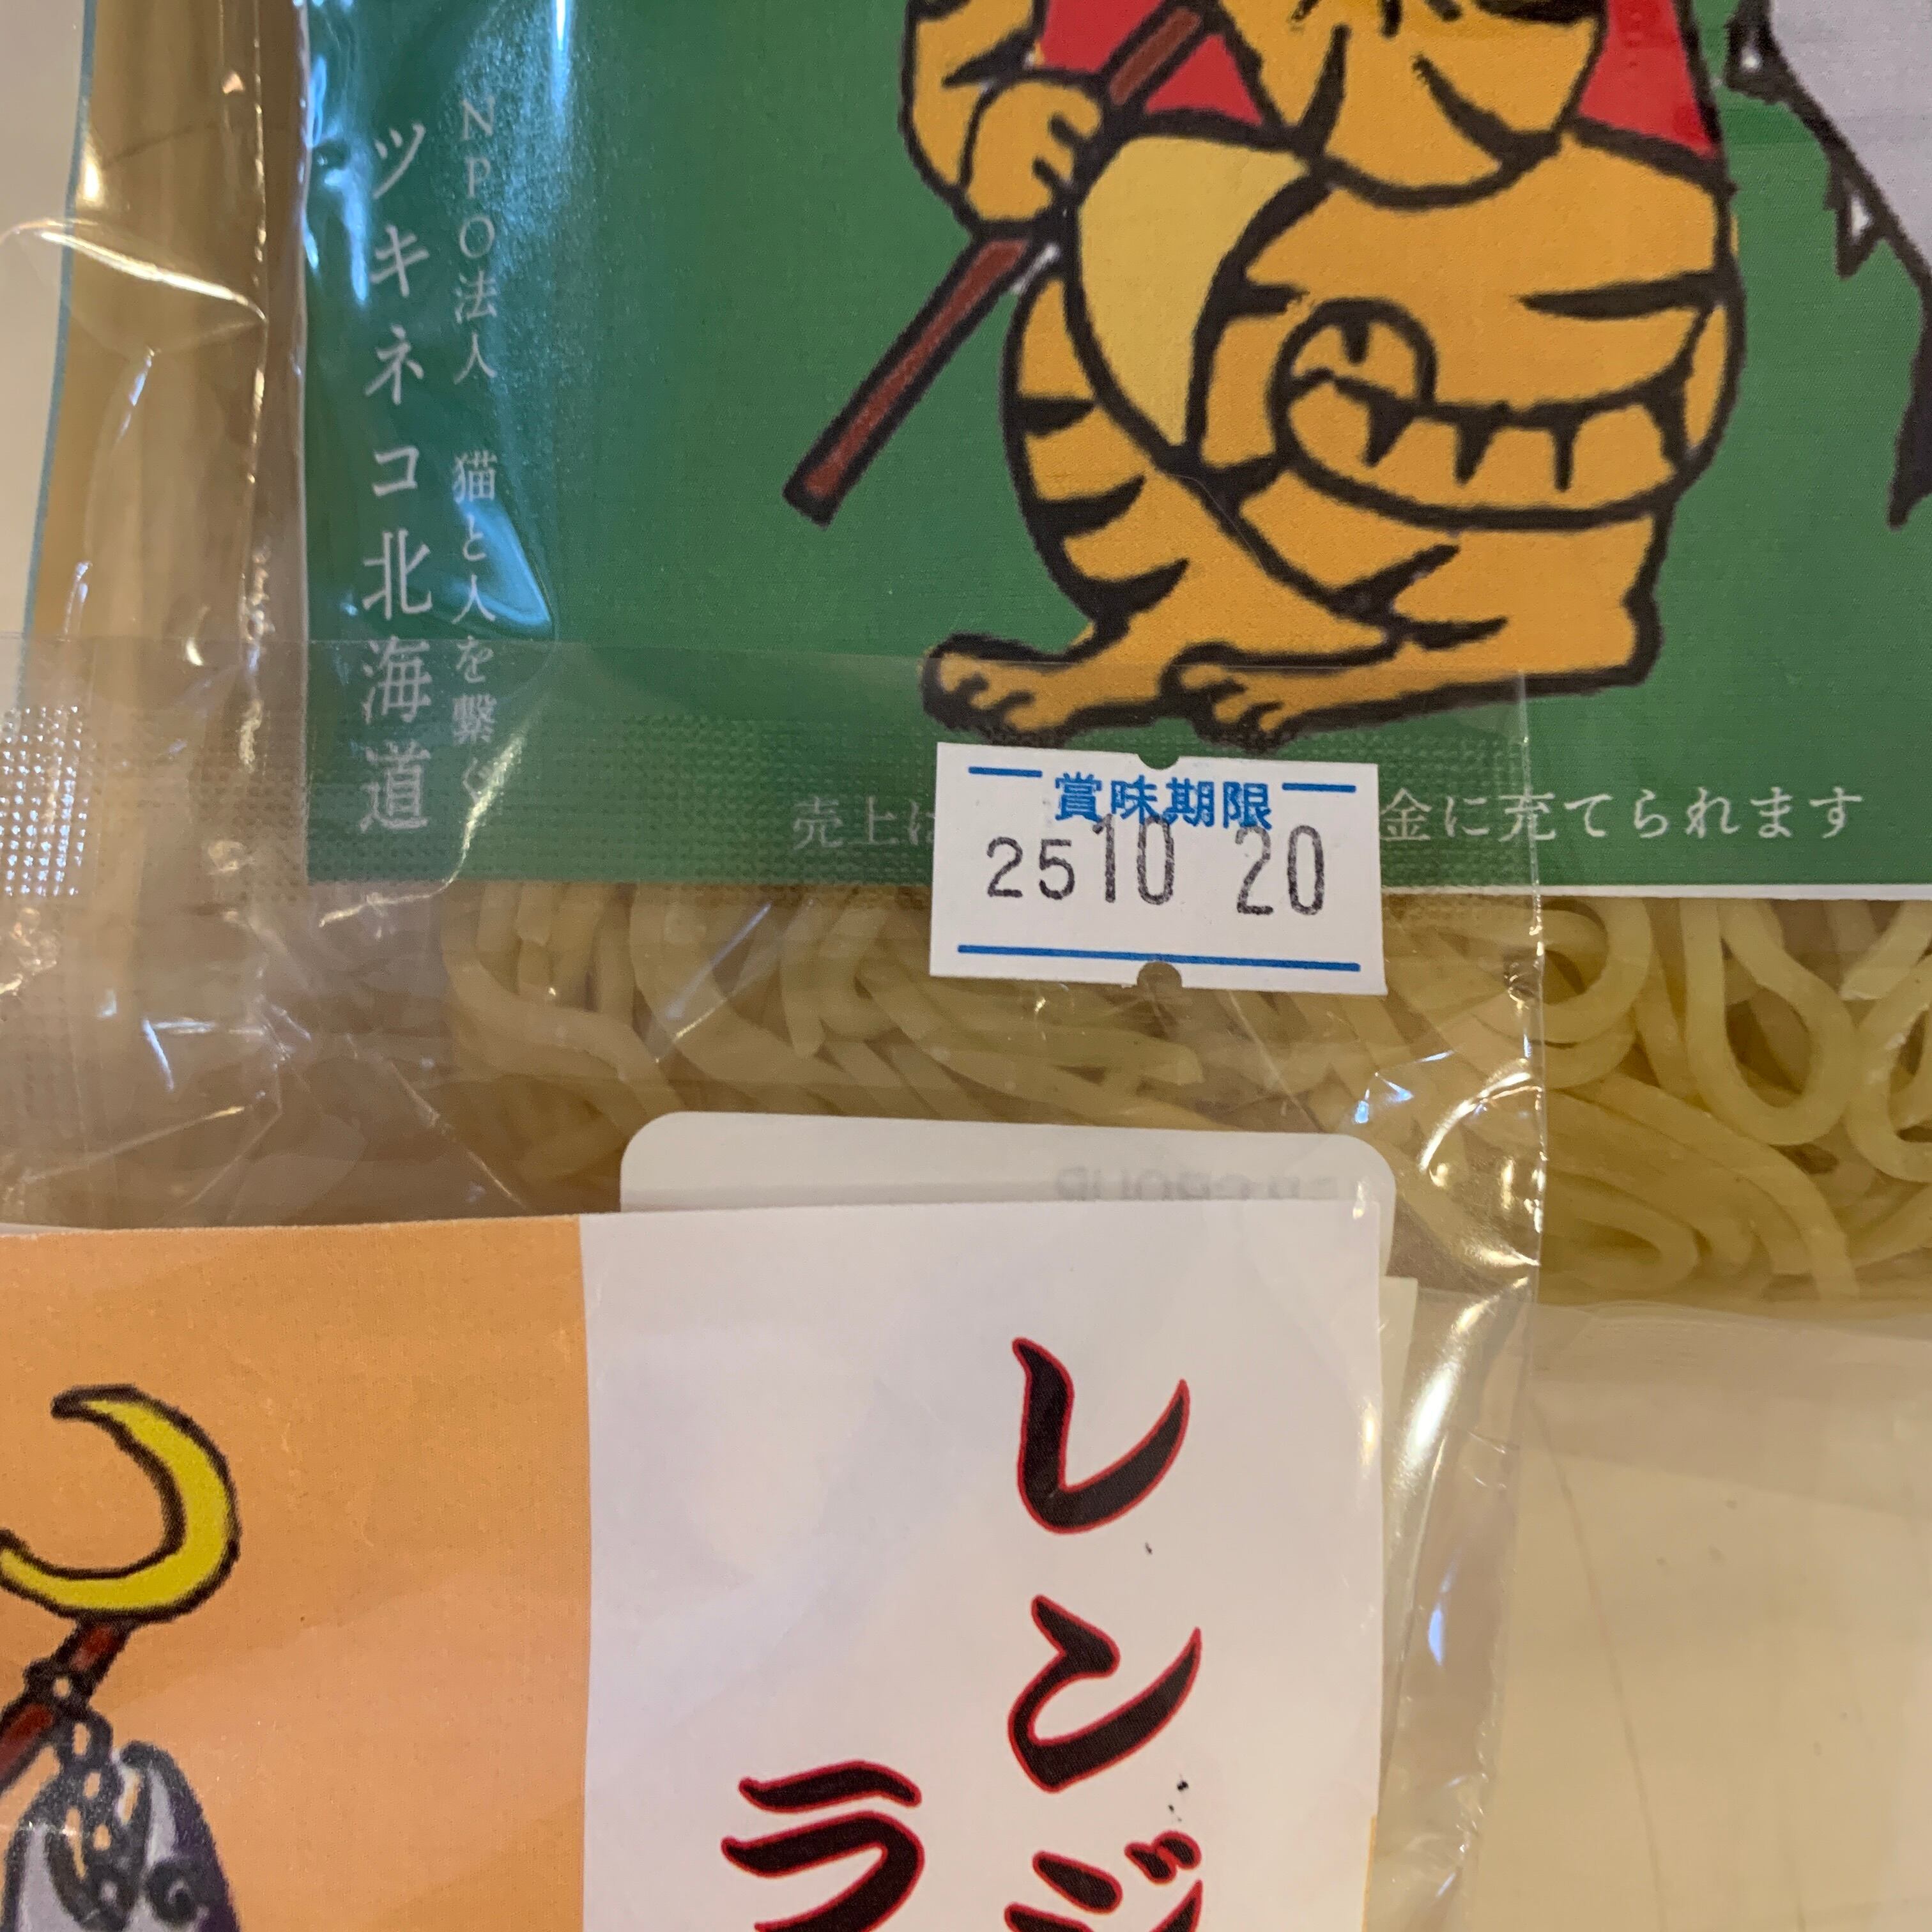 NPO法人 猫と人を繋ぐ
ツキネコ北海道
賞味期限
売上は
金に充てられます
25 10 20
レンジ
ラ